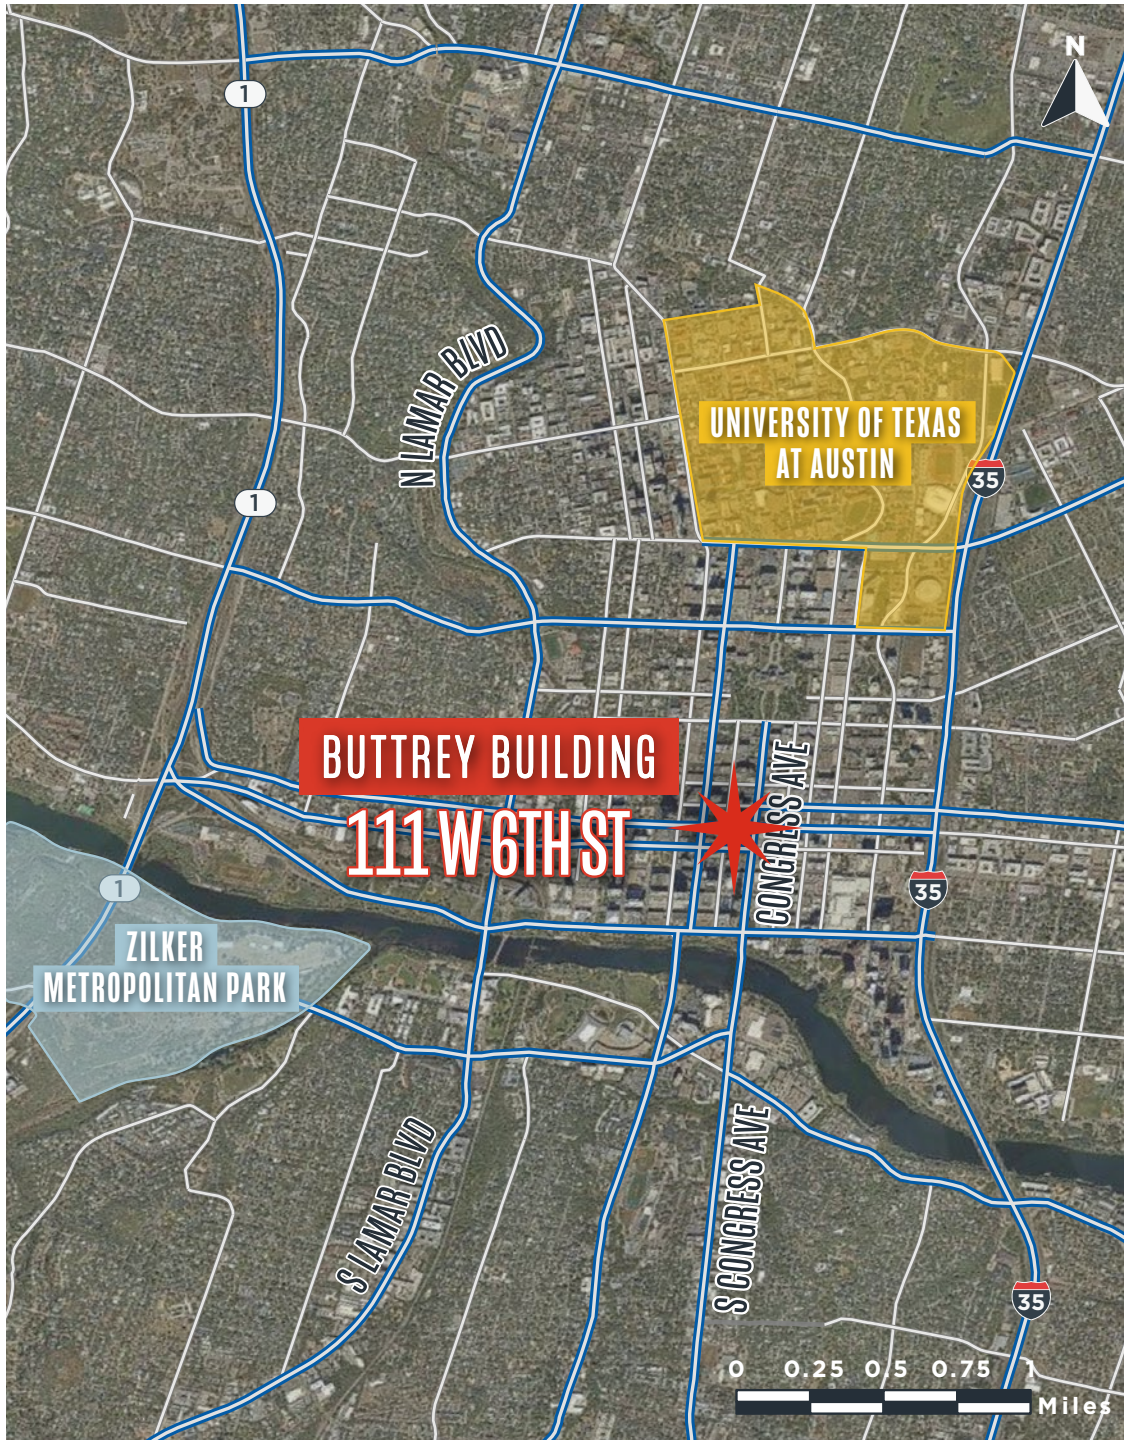 N
1
N LAMAR BLVD
UNIVERSITY OF TEXAS
AT AUSTIN
35
1
BUTTREY BUILDING
111 W 6TH ST
CONGRESS AVE
35
1
ZILKER
METROPOLITAN PARK
S LAMAR BLVD
S CONGRESS AVE
35
0 0.25 0.5 0.75 1
Miles